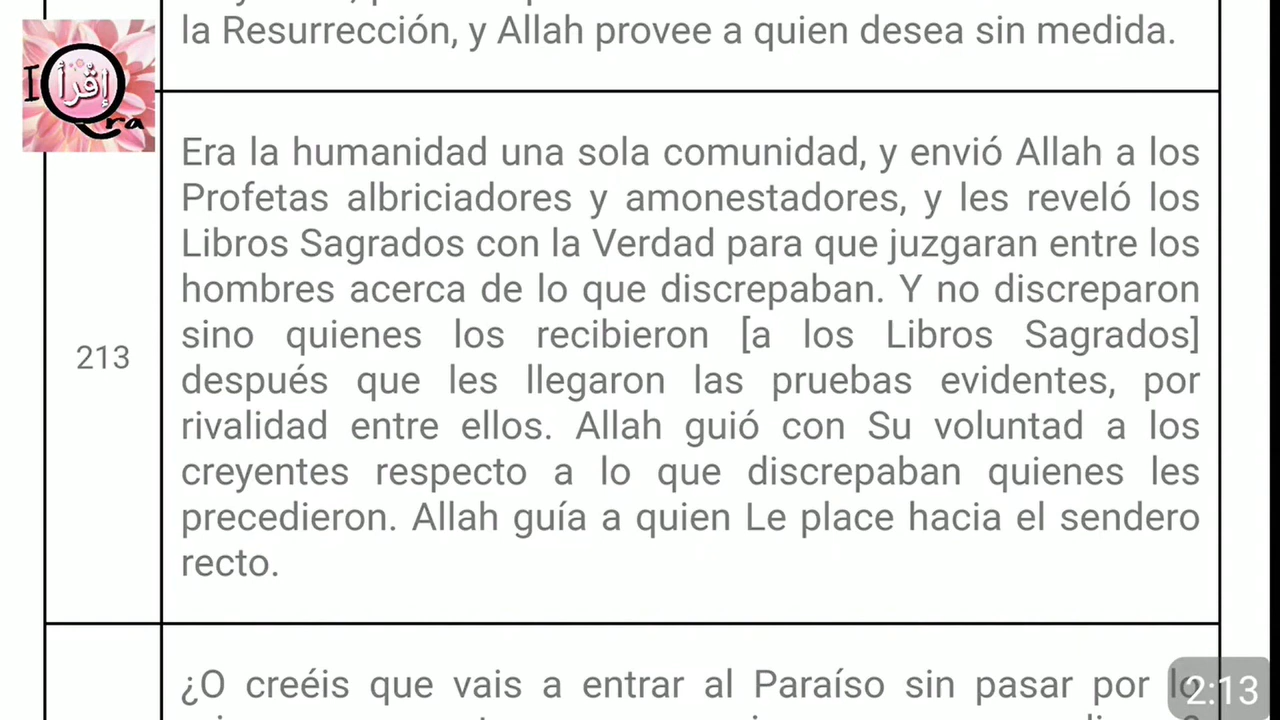 la Resurrección, y Allah provee a quien desea sin medida.
I إقرأ Qra
Era la humanidad una sola comunidad, y envió Allah a los
Profetas albriciadores y amonestadores, y les reveló los
Libros Sagrados con la Verdad para que juzgaran entre los
hombres acerca de lo que discrepaban. Y no discreparon
sino quienes los recibieron [a los Libros Sagrados]
213
después que les llegaron las pruebas evidentes, por
rivalidad entre ellos. Allah guió con Su voluntad a los
creyentes respecto a lo que discrepaban quienes les
precedieron. Allah guía a quien Le place hacia el sendero
recto.
¿O creéis que vais a entrar al Paraíso sin pasar por lo
2:13